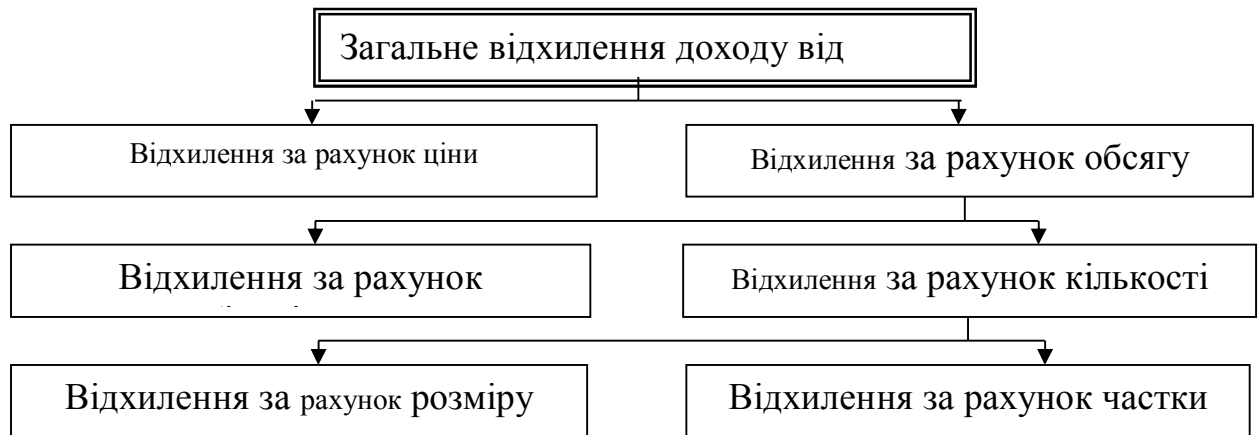 Загальне відхилення доходу від
Відхилення за рахунок ціни
Відхилення за рахунок обсягу
Відхилення за рахунок
Відхилення за рахунок кількості
Відхилення за рахунок розміру
Відхилення за рахунок частки